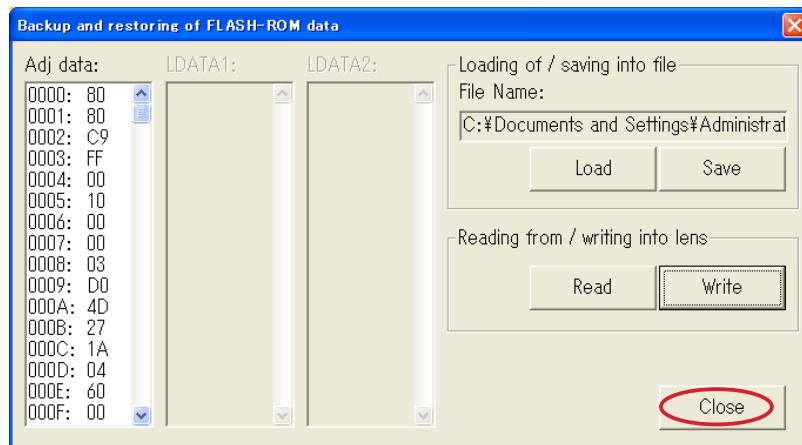 Backup and restoring of FLASH-ROM data
Adj data:
0000: 80
0001: 80
0002: C9
0003: FF
0004: 00
0005: 10
0006: 00
0007: 00
0008: 03
0009: D0
000A: 4D
000B: 27
000C: 1A
000D: 04
000E: 60
000F: 00
LDATA1:
LDATA2:
Loading of / saving into file
File Name:
C:¥Documents and Settings¥Administrat
Load
Save
Reading from / writing into lens
Read
Write
Close